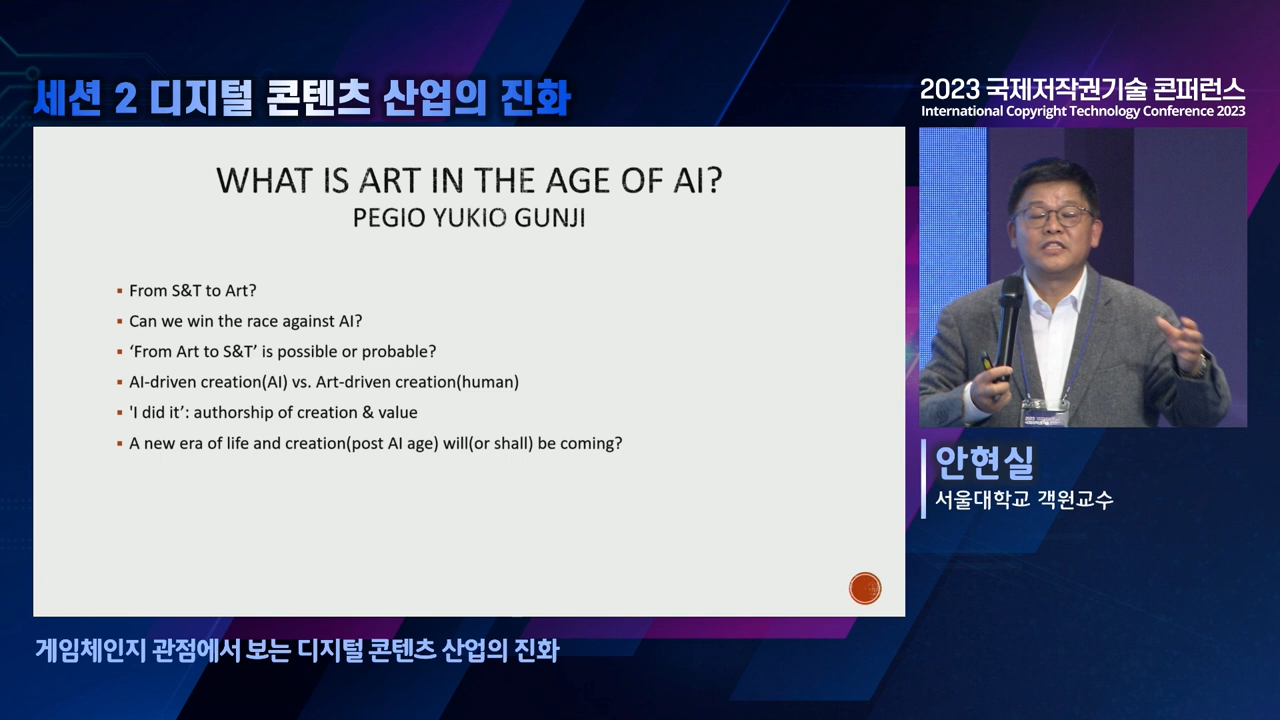 세션 2 디지털 콘텐츠 산업의 진화
2023 국제저작권기술 콘퍼런스
International Copyright Technology Conference 2023
WHAT IS ART IN THE AGE OF AI?
PEGIO YUKIO GUNJI
▪ From S&T to Art?
▪ Can we win the race against AI?
▪ ‘From Art to S&T’ is possible or probable?
▪ AI-driven creation(AI) vs. Art-driven creation(human)
▪ 'I did it’: authorship of creation & value
▪ A new era of life and creation(post AI age) will(or shall) be coming?
안현실
서울대학교 객원교수
게임체인지 관점에서 보는 디지털 콘텐츠 산업의 진화